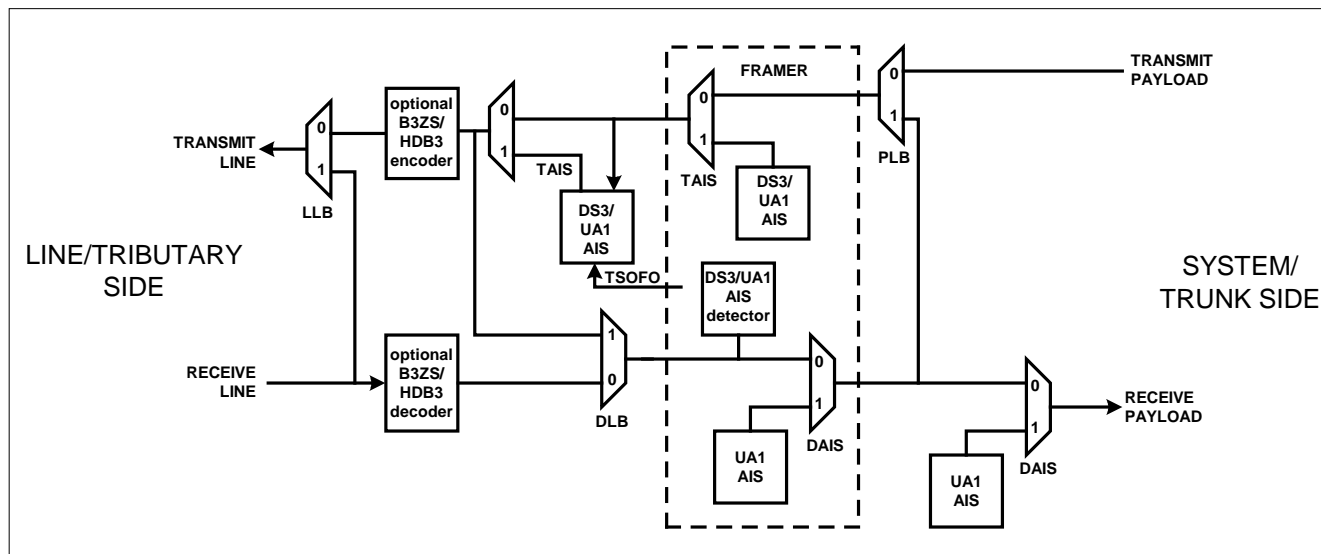 FRAMER
TRANSMIT
PAYLOAD
0
1
PLB
0
1
TAIS
DS3/
UA1
AIS
0
1
TAIS
DS3/
UA1
AIS
TSOFO
optional
B3ZS/
HDB3
encoder
0
1
LLB
TRANSMIT
LINE
LINE/TRIBUTARY
SIDE
SYSTEM/
TRUNK SIDE
DS3/UA1
AIS
detector
RECEIVE
LINE
optional
B3ZS/
HDB3
decoder
1
0
DLB
0
1
DAIS
UA1
AIS
0
1
DAIS
UA1
AIS
RECEIVE
PAYLOAD